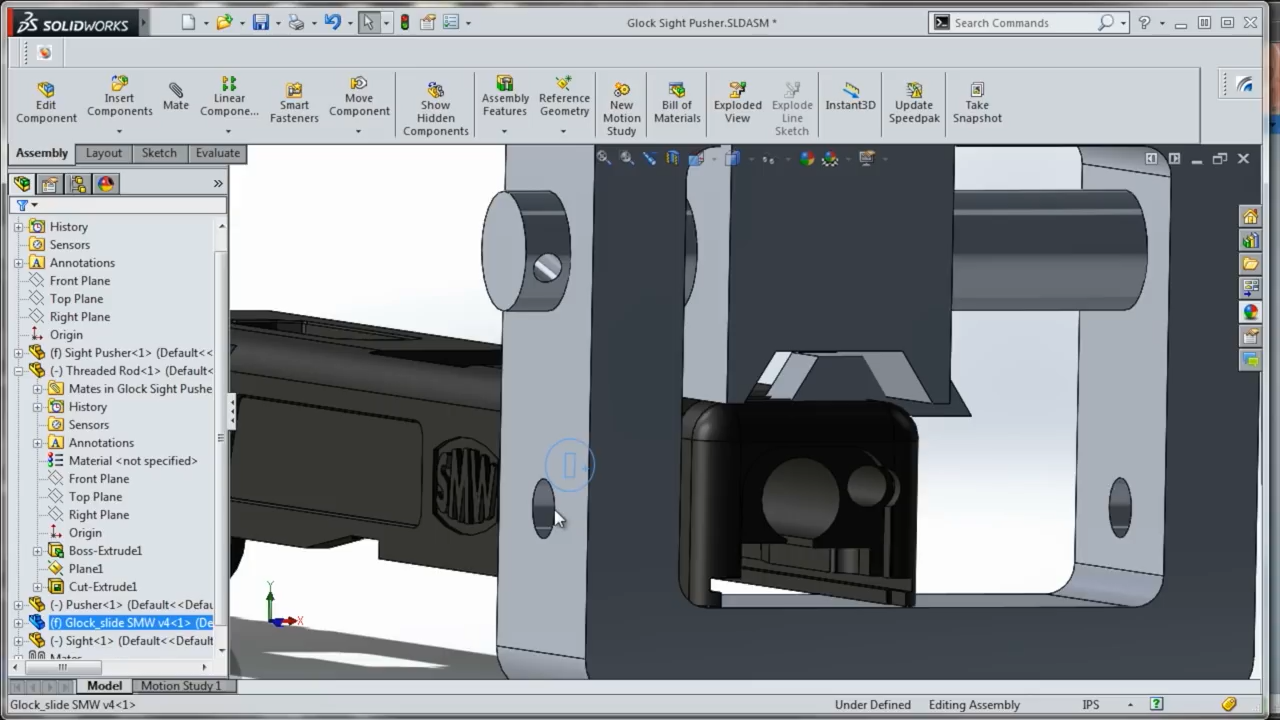 SOLIDWORKS
Glock Sight Pusher.SLDASM *
Search Commands
Edit Component
Insert Components
Mate
Linear Compone...
Smart Fasteners
Move Component
Show Hidden Components
Assembly Features
Reference Geometry
New Motion Study
Bill of Materials
Exploded View
Explode Line Sketch
Instant3D
Update Speedpak
Take Snapshot
Assembly Layout Sketch Evaluate
History
Sensors
Annotations
Front Plane
Top Plane
Right Plane
Origin
(f) Sight Pusher<1> (Default<<
(-) Threaded Rod<1> (Default<
Mates in Glock Sight Pushe
History
Sensors
Annotations
Material <not specified>
Front Plane
Top Plane
Right Plane
Origin
Boss-Extrude1
Plane1
Cut-Extrude1
(-) Pusher<1> (Default<<Defau
(f) Glock_slide SMW v4<1> (De
(-) Sight<1> (Default<<Default
Mates
SMW
Y
X
Model Motion Study 1
Glock_slide SMW v4<1>
Under Defined Editing Assembly IPS